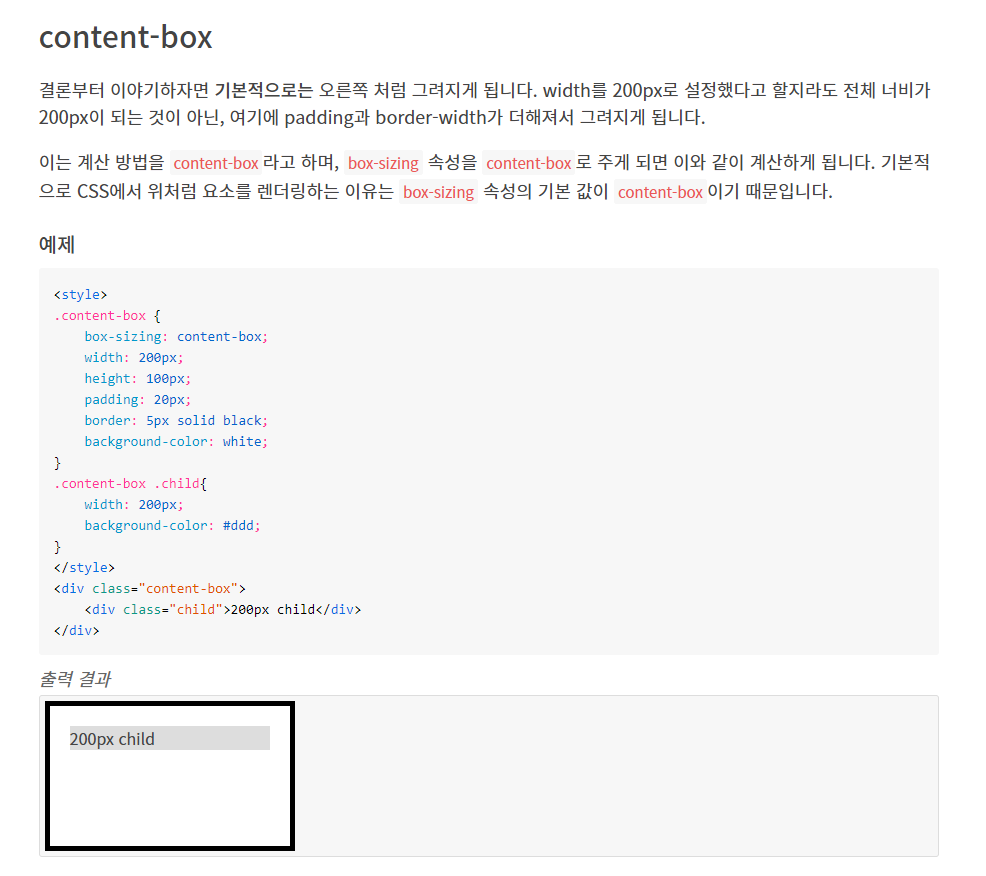 content-box
결론부터 이야기하자면 기본적으로는 오른쪽 처럼 그려지게 됩니다. width를 200px로 설정했다고 할지라도 전체 너비가
200px이 되는 것이 아닌, 여기에 padding과 border-width가 더해져서 그려지게 됩니다.
이는 계산 방법을 content-box라고 하며, box-sizing 속성을 content-box로 주게 되면 이와 같이 계산하게 됩니다. 기본적
으로 CSS에서 위처럼 요소를 렌더링하는 이유는 box-sizing 속성의 기본 값이 content-box이기 때문입니다.
예제
<style>
.content-box {
    box-sizing: content-box;
    width: 200px;
    height: 100px;
    padding: 20px;
    border: 5px solid black;
    background-color: white;
}
.content-box .child{
    width: 200px;
    background-color: #ddd;
}
</style>
<div class="content-box">
    <div class="child">200px child</div>
</div>
출력 결과
200px child